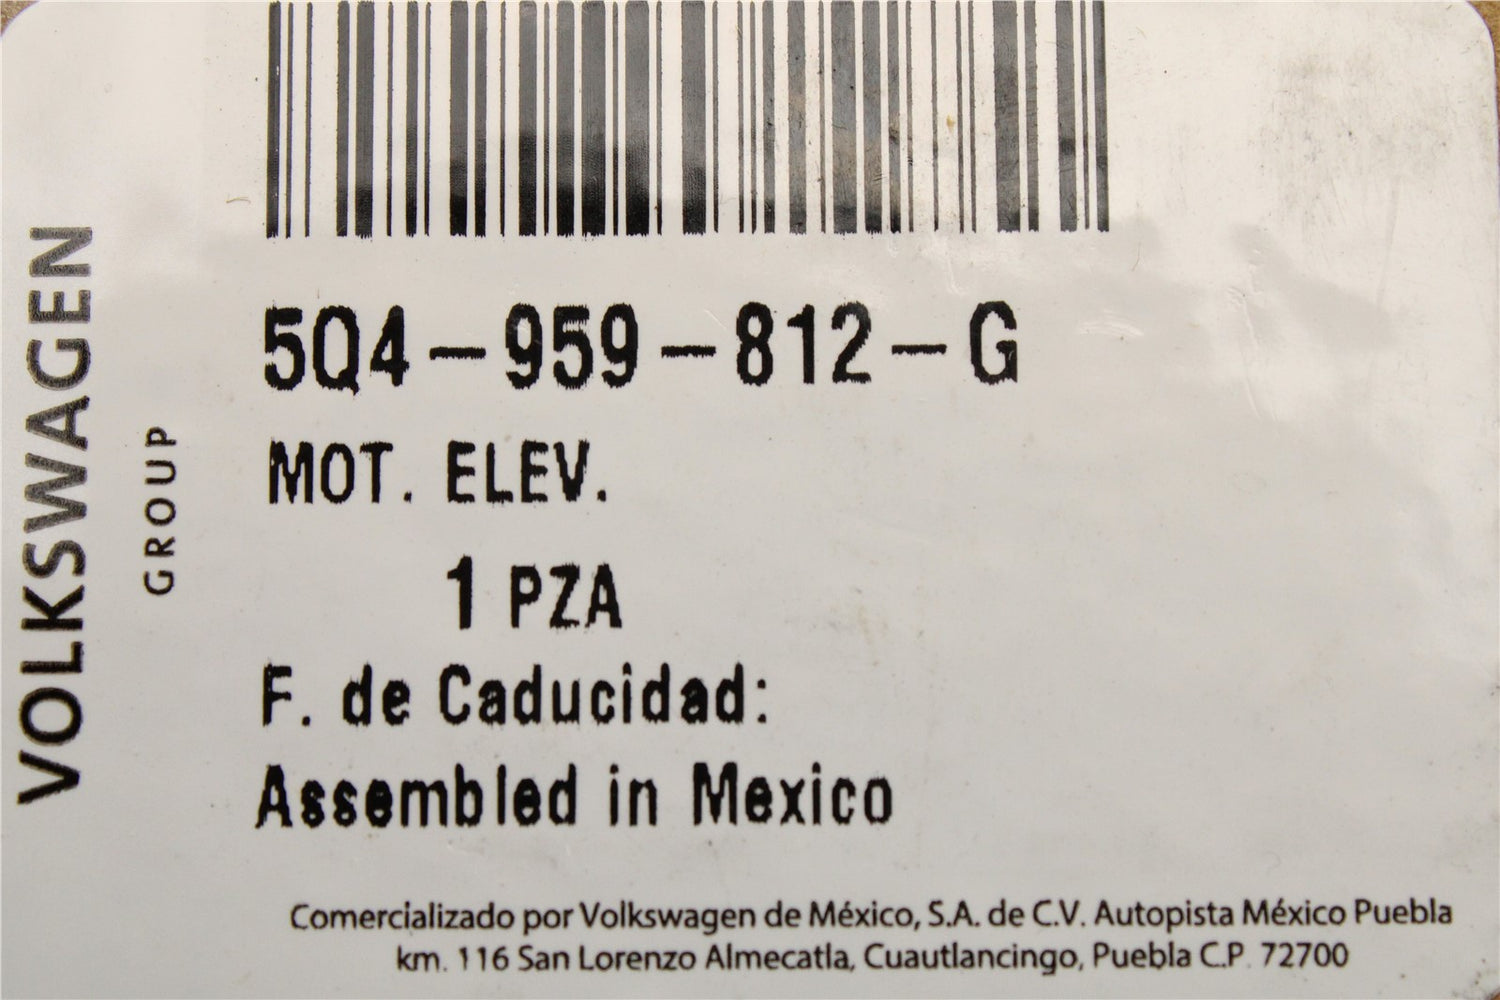 VOLKSWAGEN
GROUP
5Q4-959-812-G
MOT. ELEV.
1 PZA
F. de Caducidad:
Assembled in Mexico
Comercializado por Volkswagen de México, S.A. de C.V. Autopista México Puebla
km. 116 San Lorenzo Almecatla, Cuautlancingo, Puebla C.P. 72700